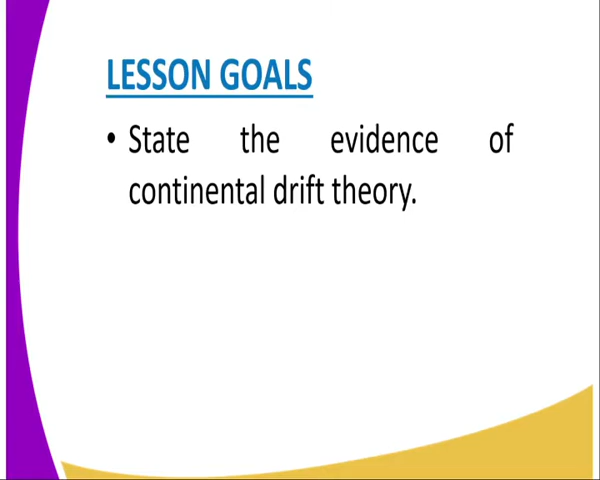 LESSON GOALS
• State the evidence of
continental drift theory.